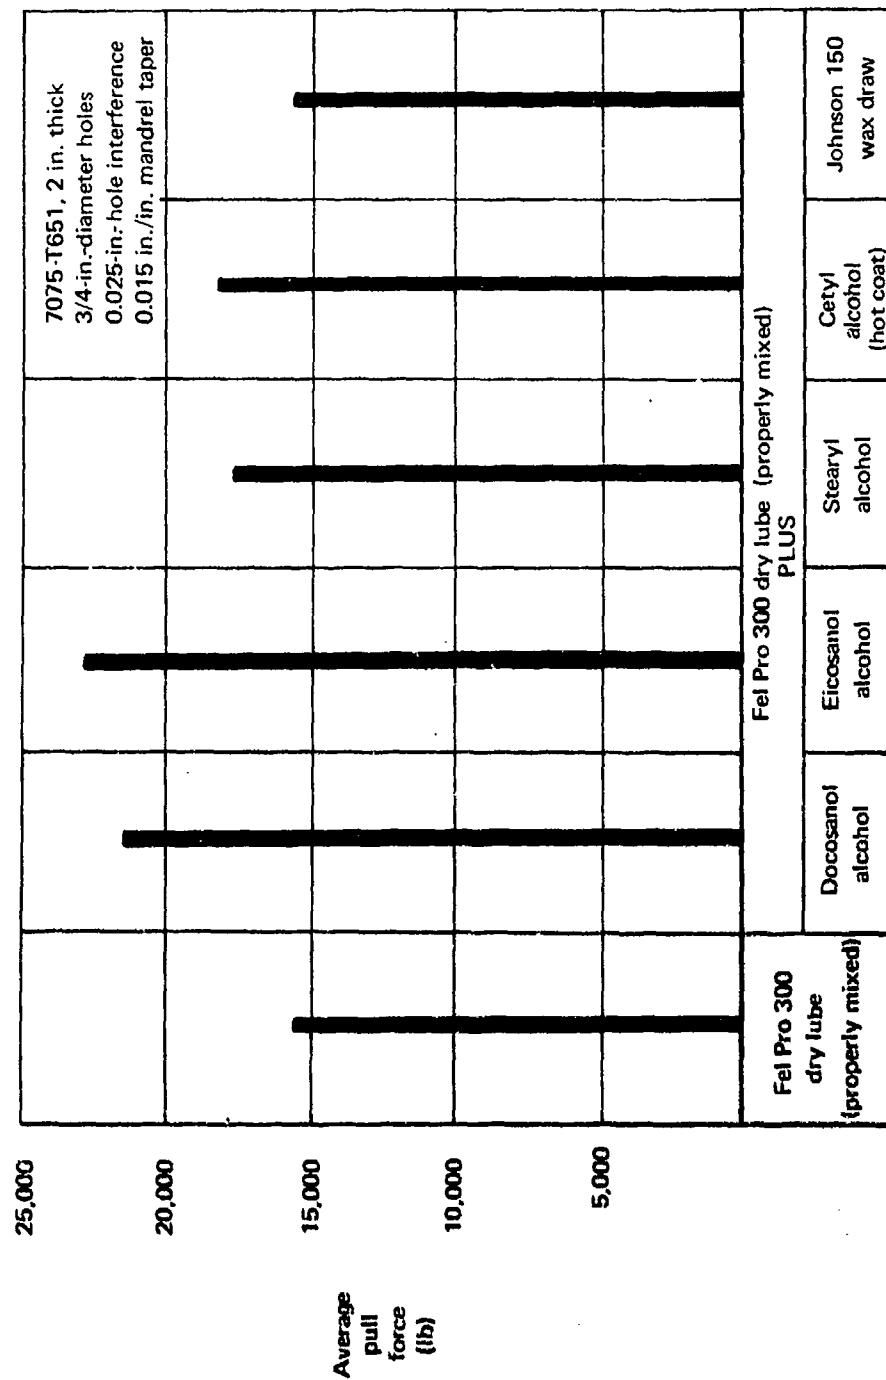 25,000
20,000
15,000
10,000
5,000
Average
pull
force
(lb)
7075-T651, 2 in. thick
3/4-in.-diameter holes
0.025-in.- hole interference
0.015 in./in. mandrel taper
Fel Pro 300
dry lube
(properly mixed)
Fel Pro 300 dry lube (properly mixed)
PLUS
Docosanol
alcohol
Eicosanol
alcohol
Stearyl
alcohol
Cetyl
alcohol
(hot coat)
Johnson 150
wax draw